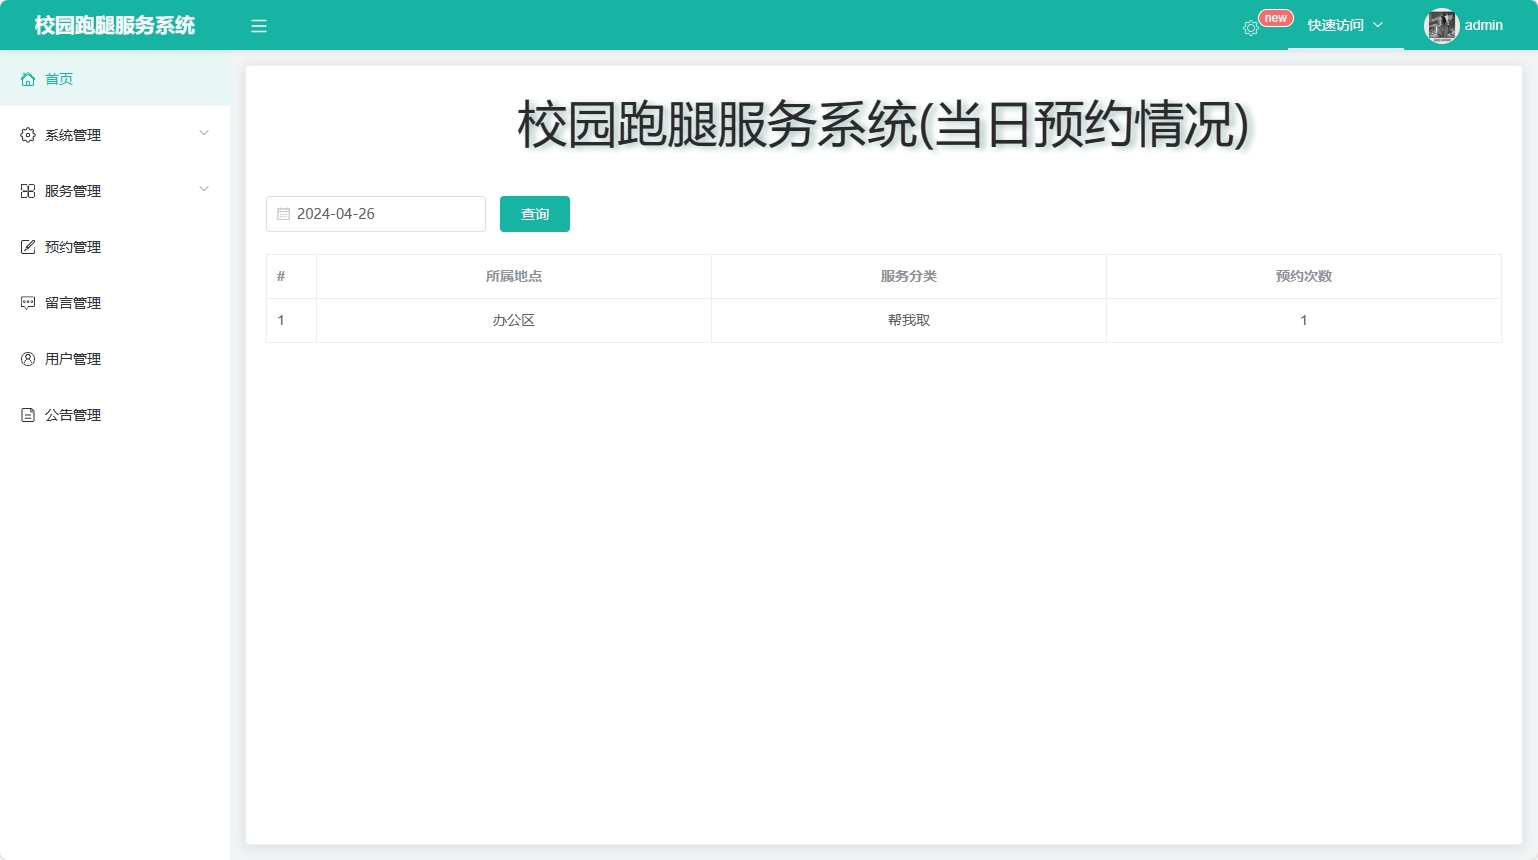 校园跑腿服务系统
new
快速访问
admin
首页
系统管理
服务管理
预约管理
留言管理
用户管理
公告管理
校园跑腿服务系统(当日预约情况)
2024-04-26
查询
# 所属地点 服务分类 预约次数
1 办公区 帮我取 1